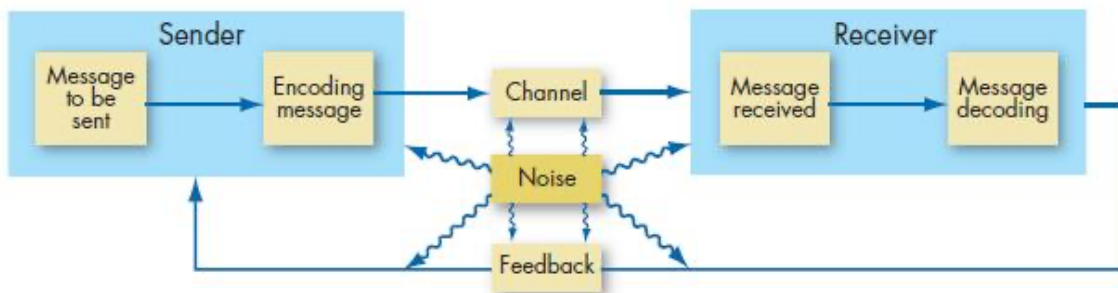 Sender
Receiver
Message
to be
sent
Encoding
message
Channel
Message
received
Message
decoding
Noise
Feedback